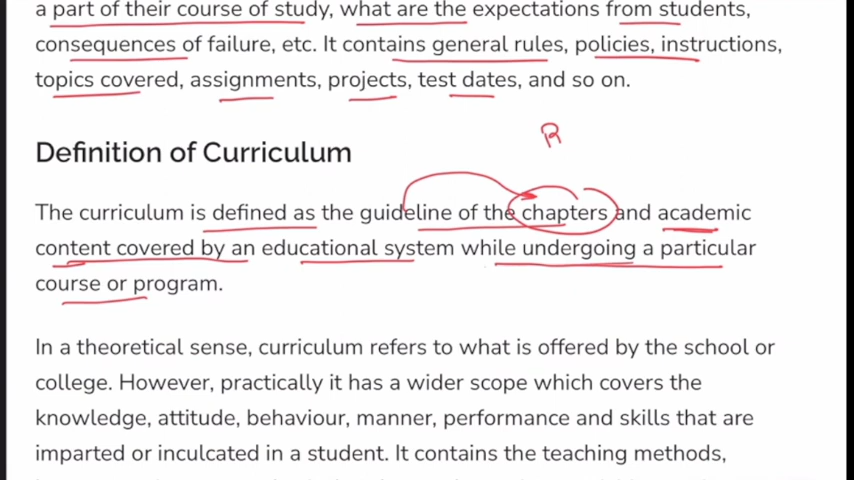 a part of their course of study, what are the expectations from students,
consequences of failure, etc. It contains general rules, policies, instructions,
topics covered, assignments, projects, test dates, and so on.
R
Definition of Curriculum
The curriculum is defined as the guideline of the chapters and academic
content covered by an educational system while undergoing a particular
course or program.
In a theoretical sense, curriculum refers to what is offered by the school or
college. However, practically it has a wider scope which covers the
knowledge, attitude, behaviour, manner, performance and skills that are
imparted or inculcated in a student. It contains the teaching methods,